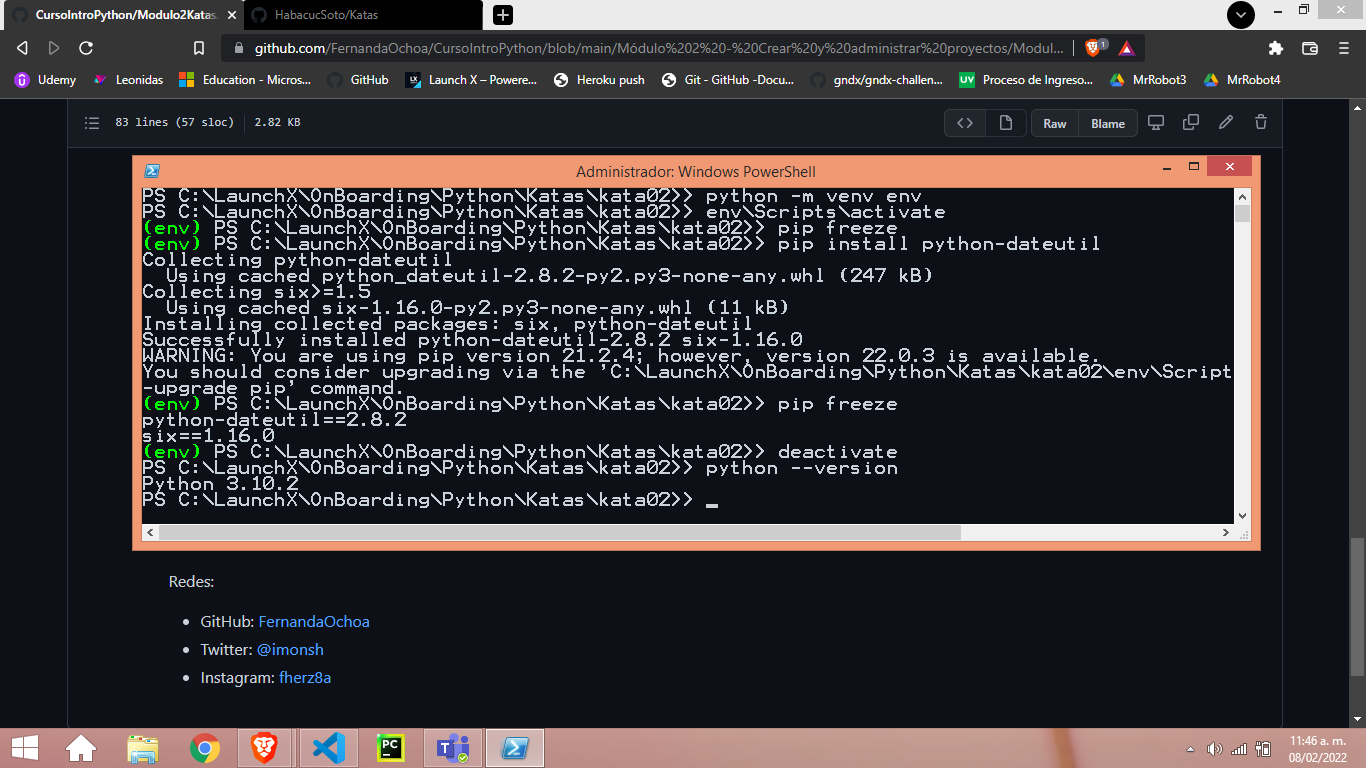 CursoIntroPython/Modulo2Katas.
HabacucSoto/Katas
github.com/FernandaOchoa/CursoIntroPython/blob/main/Módulo%202%20-%20Crear%20y%20administrar%20proyectos/Modul...
1
Udemy
Leonidas
Education - Micros...
GitHub
LX Launch X – Powere...
Heroku push
Git - GitHub -Docu...
gndx/gndx-challen...
UV Proceso de Ingreso...
MrRobot3
MrRobot4
83 lines (57 sloc)
2.82 KB
Raw
Blame
Administrador: Windows PowerShell
PS C:\LaunchX\OnBoarding\Python\Katas\kata02>> python -m venv env
PS C:\LaunchX\OnBoarding\Python\Katas\kata02>> env\Scripts\activate
(env) PS C:\LaunchX\OnBoarding\Python\Katas\kata02>> pip freeze
(env) PS C:\LaunchX\OnBoarding\Python\Katas\kata02>> pip install python-dateutil
Collecting python-dateutil
Using cached python_dateutil-2.8.2-py2.py3-none-any.whl (247 kB)
Collecting six>=1.5
Using cached six-1.16.0-py2.py3-none-any.whl (11 kB)
Installing collected packages: six, python-dateutil
Successfully installed python-dateutil-2.8.2 six-1.16.0
WARNING: You are using pip version 21.2.4; however, version 22.0.3 is available.
You should consider upgrading via the 'C:\LaunchX\OnBoarding\Python\Katas\kata02\env\Script
-upgrade pip' command.
(env) PS C:\LaunchX\OnBoarding\Python\Katas\kata02>> pip freeze
python-dateutil==2.8.2
six==1.16.0
(env) PS C:\LaunchX\OnBoarding\Python\Katas\kata02>> deactivate
PS C:\LaunchX\OnBoarding\Python\Katas\kata02>> python --version
Python 3.10.2
PS C:\LaunchX\OnBoarding\Python\Katas\kata02>> _
Redes:
GitHub: FernandaOchoa
Twitter: @imonsh
Instagram: fherz8a
PC
11:46 a. m.
08/02/2022